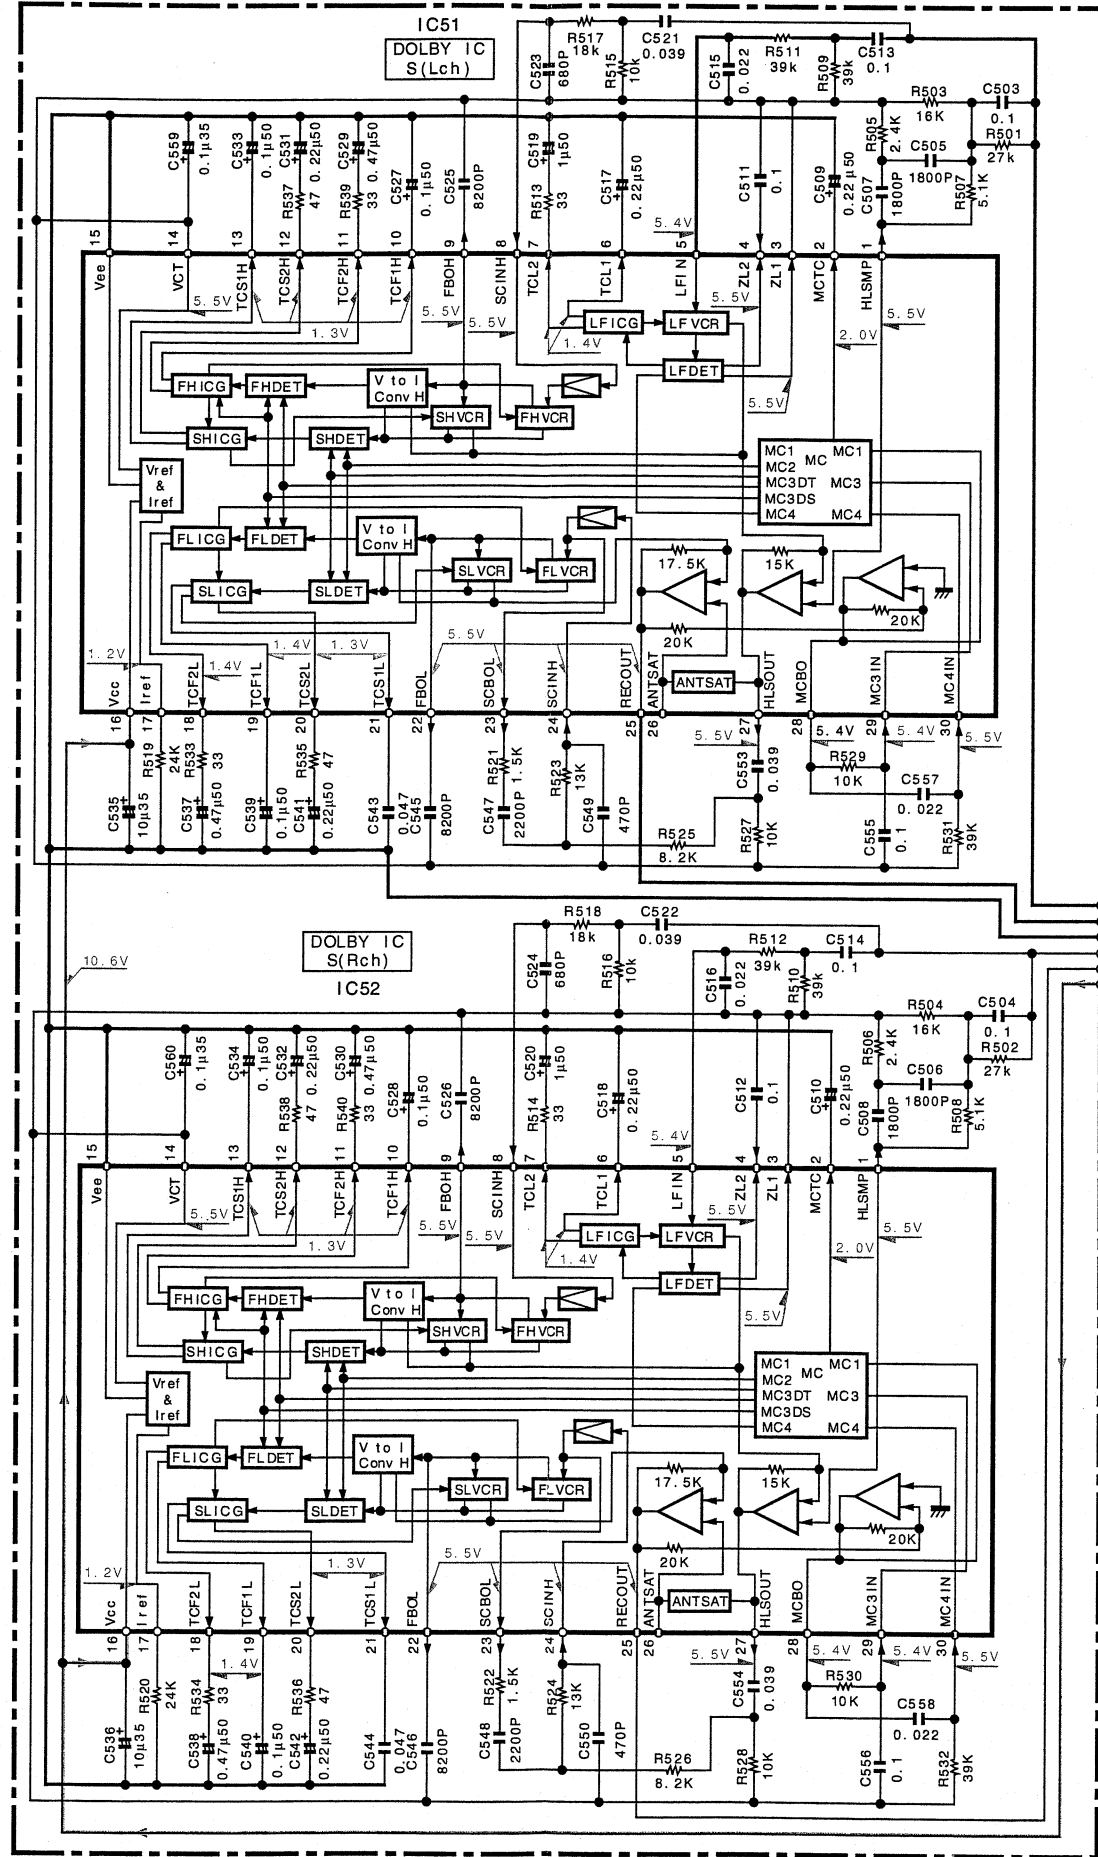 IC51
DOLBY IC
S(Lch)
C523
680P
R517
18k
R515
10k
C521
0.039
C515
0.022
R511
39k
R509
39k
C513
0.1
R503
16K
C503
0.1
R501
27k
R505
2.4K
C505
1800P
C507
1800P
R507
5.1K
C559
0.1µ35
C533
0.1µ50
C531
0.22µ50
R537
47
C529
0.47µ50
R539
33
C527
0.1µ50
C525
8200P
C519
1µ50
R513
33
C517
0.22µ50
C511
0.1
C509
0.22µ50
5.4V
15 14 13 12 11 10 9 8 7 6 5 4 3 2 1
Vee VCT TCS1H TCS2H TCF2H TCF1H FBOH SCINH TCL2 TCL1 LFIN ZL2 ZL1 MCTC HLSMP
5.5V
1.3V
5.5V
5.5V
1.4V
5.5V
5.5V
2.0V
5.5V
LFICG
LFVCR
LFDET
FHICG
FHDET
V to I
Conv H
SHVCR
FHVCR
SHICG
SHDET
Vref
&
Iref
MC1 MC MC1
MC2
MC3DT MC3
MC3DS
MC4 MC4
FLICG
FLDET
V to I
Conv H
SLVCR
FLVCR
SLICG
SLDET
17.5K
15K
20K
20K
ANTSAT
1.2V
1.4V
1.4V
1.3V
5.5V
Vcc Iref TCF2L TCF1L TCS2L TCS1L FBOL SCBOL SCINH RECOUT ANTSAT HLSOUT MCBO MC3IN MC4IN
16 17 18 19 20 21 22 23 24 25 26 27 28 29 30
5.5V
5.4V
5.4V
5.5V
C535
10µ35
R519
24K
R533
33
C537
0.47µ50
C539
0.1µ50
R535
47
C541
0.22µ50
C543
0.047
C545
8200P
R521
1.5K
C547
2200P
R523
13K
C549
470P
R525
8.2K
C553
0.039
R527
10K
R529
10K
C557
0.022
C555
0.1
R531
39K
10.6V
DOLBY IC
S(Rch)
IC52
C524
680P
R518
18k
R516
10k
C522
0.039
C516
0.022
R512
39k
R510
39k
C514
0.1
R504
16K
C504
0.1
R502
27k
R506
2.4K
C506
1800P
C508
1800P
R508
5.1K
C560
0.1µ35
C534
0.1µ50
C532
0.22µ50
R538
47
C530
0.47µ50
R540
33
C528
0.1µ50
C526
8200P
C520
1µ50
R514
33
C518
0.22µ50
C512
0.1
C510
0.22µ50
5.4V
15 14 13 12 11 10 9 8 7 6 5 4 3 2 1
Vee VCT TCS1H TCS2H TCF2H TCF1H FBOH SCINH TCL2 TCL1 LFIN ZL2 ZL1 MCTC HLSMP
5.5V
1.3V
5.5V
5.5V
1.4V
5.5V
5.5V
2.0V
5.5V
LFICG
LFVCR
LFDET
FHICG
FHDET
V to I
Conv H
SHVCR
FHVCR
SHICG
SHDET
Vref
&
Iref
MC1 MC MC1
MC2
MC3DT MC3
MC3DS
MC4 MC4
FLICG
FLDET
V to I
Conv H
SLVCR
FLVCR
SLICG
SLDET
17.5K
15K
20K
20K
ANTSAT
1.2V
1.3V
5.5V
Vcc Iref TCF2L TCF1L TCS2L TCS1L FBOL SCBOL SCINH RECOUT ANTSAT HLSOUT MCBO MC3IN MC4IN
16 17 18 19 20 21 22 23 24 25 26 27 28 29 30
1.4V
5.5V
5.4V
5.4V
5.5V
C536
10µ35
R520
24K
R534
33
C538
0.47µ50
C540
0.1µ50
R536
47
C542
0.22µ50
C544
0.047
C546
8200P
R522
1.5K
C548
2200P
R524
13K
C550
470P
R526
8.2K
C554
0.039
R528
10K
R530
10K
C558
0.022
C556
0.1
R532
39K